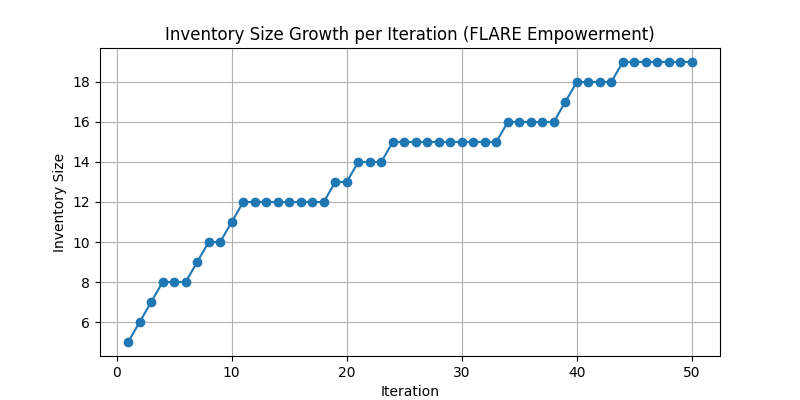 Inventory Size Growth per Iteration (FLARE Empowerment)
Inventory Size
18
16
14
12
10
8
6
0 10 20 30 40 50
Iteration